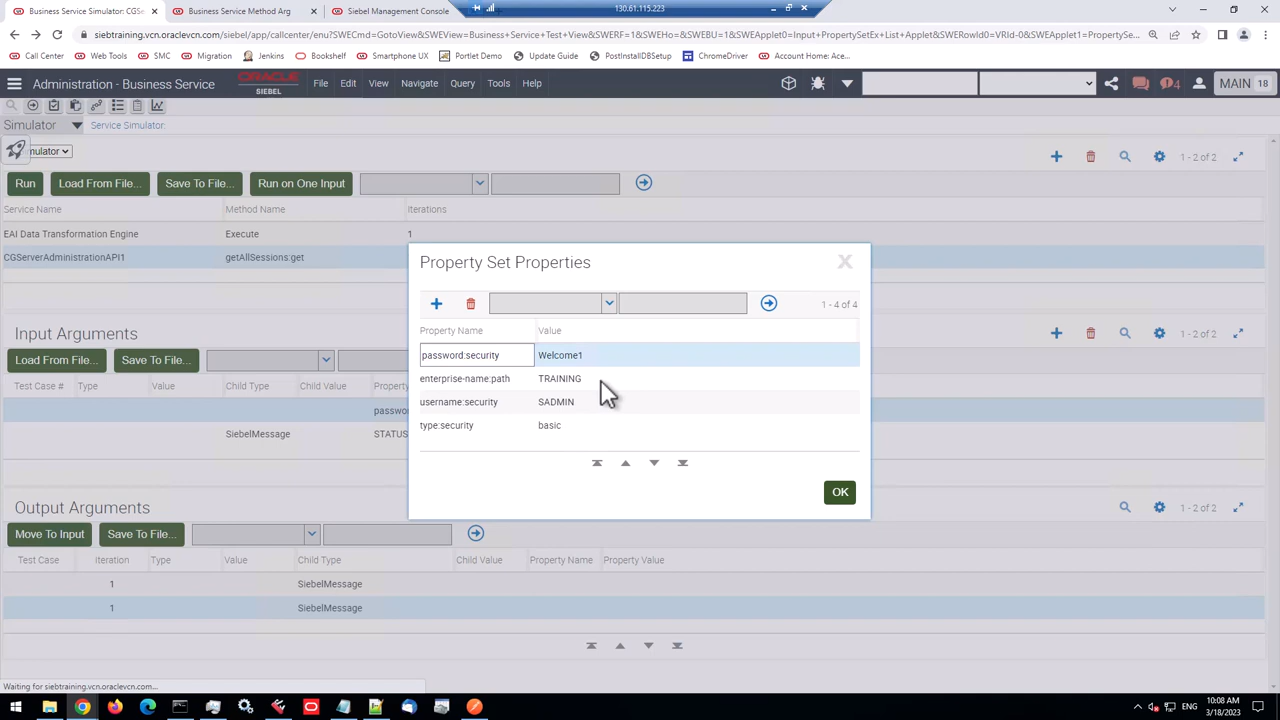 Business Service Simulator: CGSe
Business Service Method Arg
Siebel Management Console
130.61.115.223
siebtraining.vcn.oraclevcn.com/siebel/app/callcenter/enu?SWECmd=GotoView&SWEView=Business+Service+Test+View&SWERF=1&SWEHo=&SWEBU=1&SWEApplet0=Input+PropertySetEx+List+Applet&SWERowId0=VRId-0&SWEApplet1=PropertySe...
Call Center
Web Tools
SMC
Migration
Jenkins
Bookshelf
Smartphone UX
Portlet Demo
PostInstallDBSetup
ChromeDriver
Account Home: Ace...
Administration - Business Service
ORACLE
SIEBEL
File Edit View Navigate Query Tools Help
4
MAIN 18
Simulator
Service Simulator:
mulator
1 - 2 of 2
Run
Load From File...
Save To File...
Run on One Input
Service Name Method Name Iterations
EAI Data Transformation Engine Execute 1
CGServerAdministrationAPI1 getAllSessions.get
Property Set Properties
X
1 - 4 of 4
Property Name Value
password:security Welcome1
enterprise-name:path TRAINING
username:security SADMIN
type:security basic
OK
Input Arguments
1 - 2 of 2
Load From File...
Save To File...
Test Case # Type Value Child Type Child Value Property
passwo
SiebelMessage STATUS
Output Arguments
1 - 2 of 2
Move To Input
Save To File...
Test Case Iteration Type Value Child Type Child Value Property Name Property Value
1 SiebelMessage
1 SiebelMessage
Waiting for siebtraining.vcn.oraclevcn.com...
10:08 AM
3/18/2023